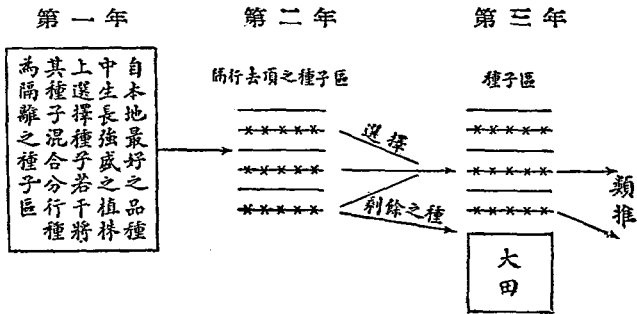 第一年
第二年
第三年
自本地最好之品種
中生長強盛之植株
上選擇種子若干將
其種子混合分行種
為隔離之種子區
隔行去頂之種子區
種子區
選擇
剩餘之種
類推
大田